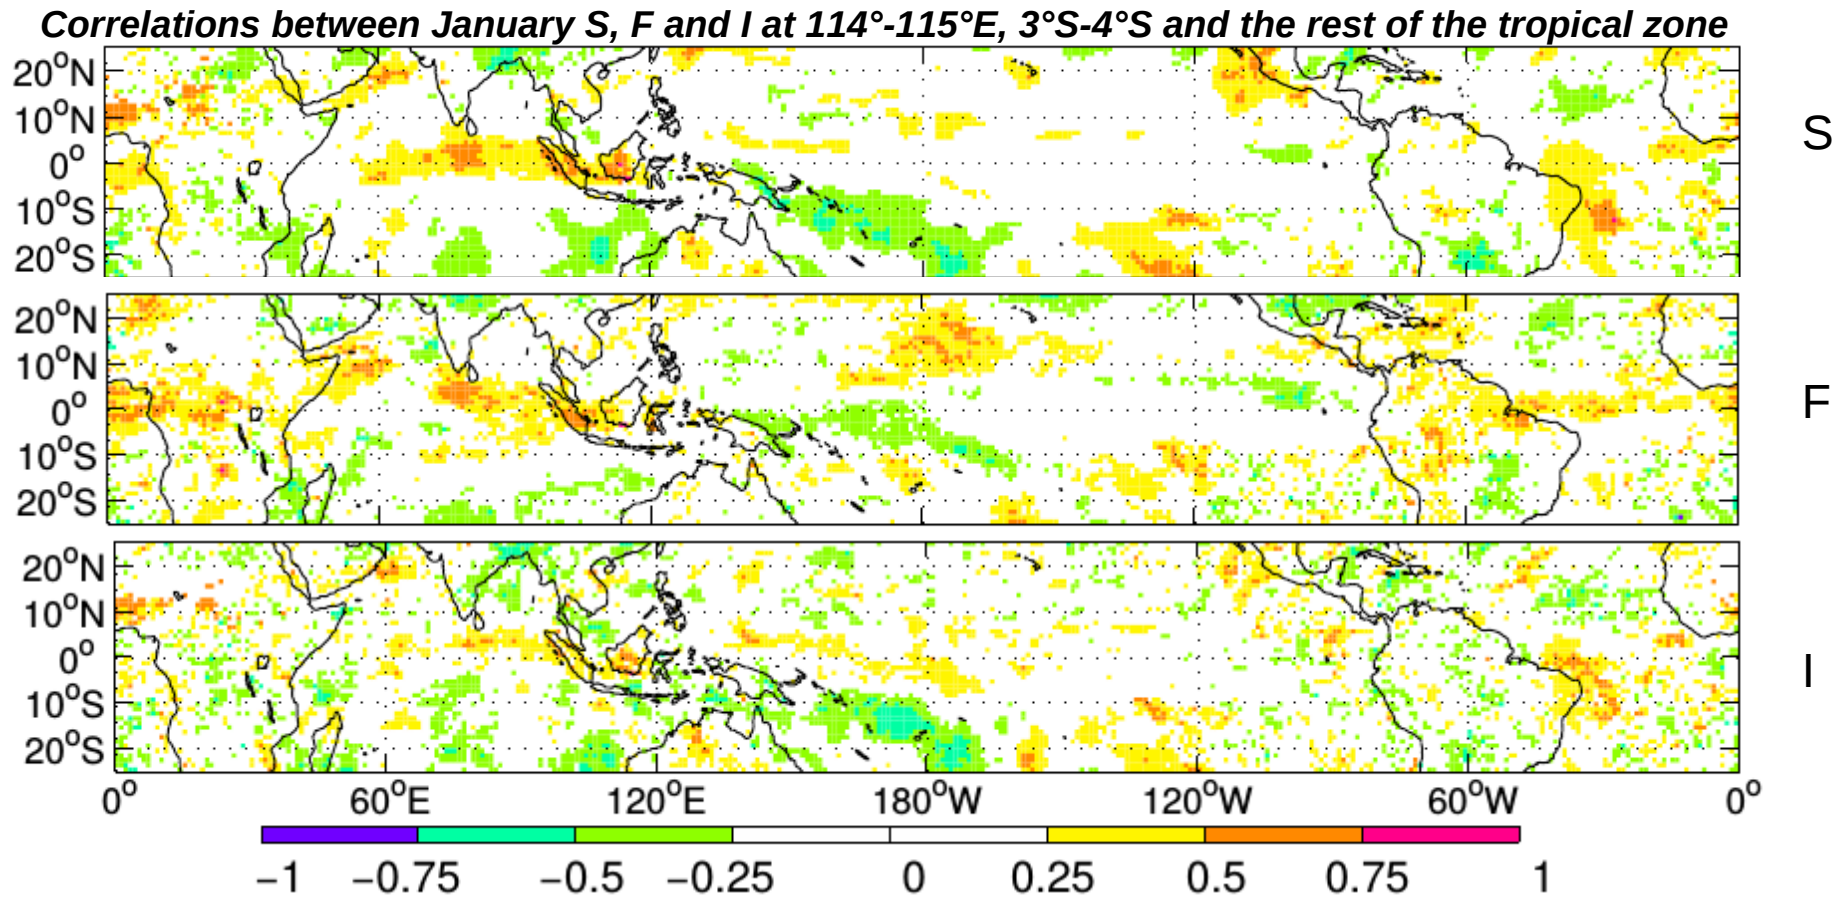 Correlations between January S, F and I at 114°-115°E, 3°S-4°S and the rest of the tropical zone
20°N
10°N
0°
10°S
20°S
S
20°N
10°N
0°
10°S
20°S
F
20°N
10°N
0°
10°S
20°S
I
0° 60°E 120°E 180°W 120°W 60°W 0°
−1 −0.75 −0.5 −0.25 0 0.25 0.5 0.75 1